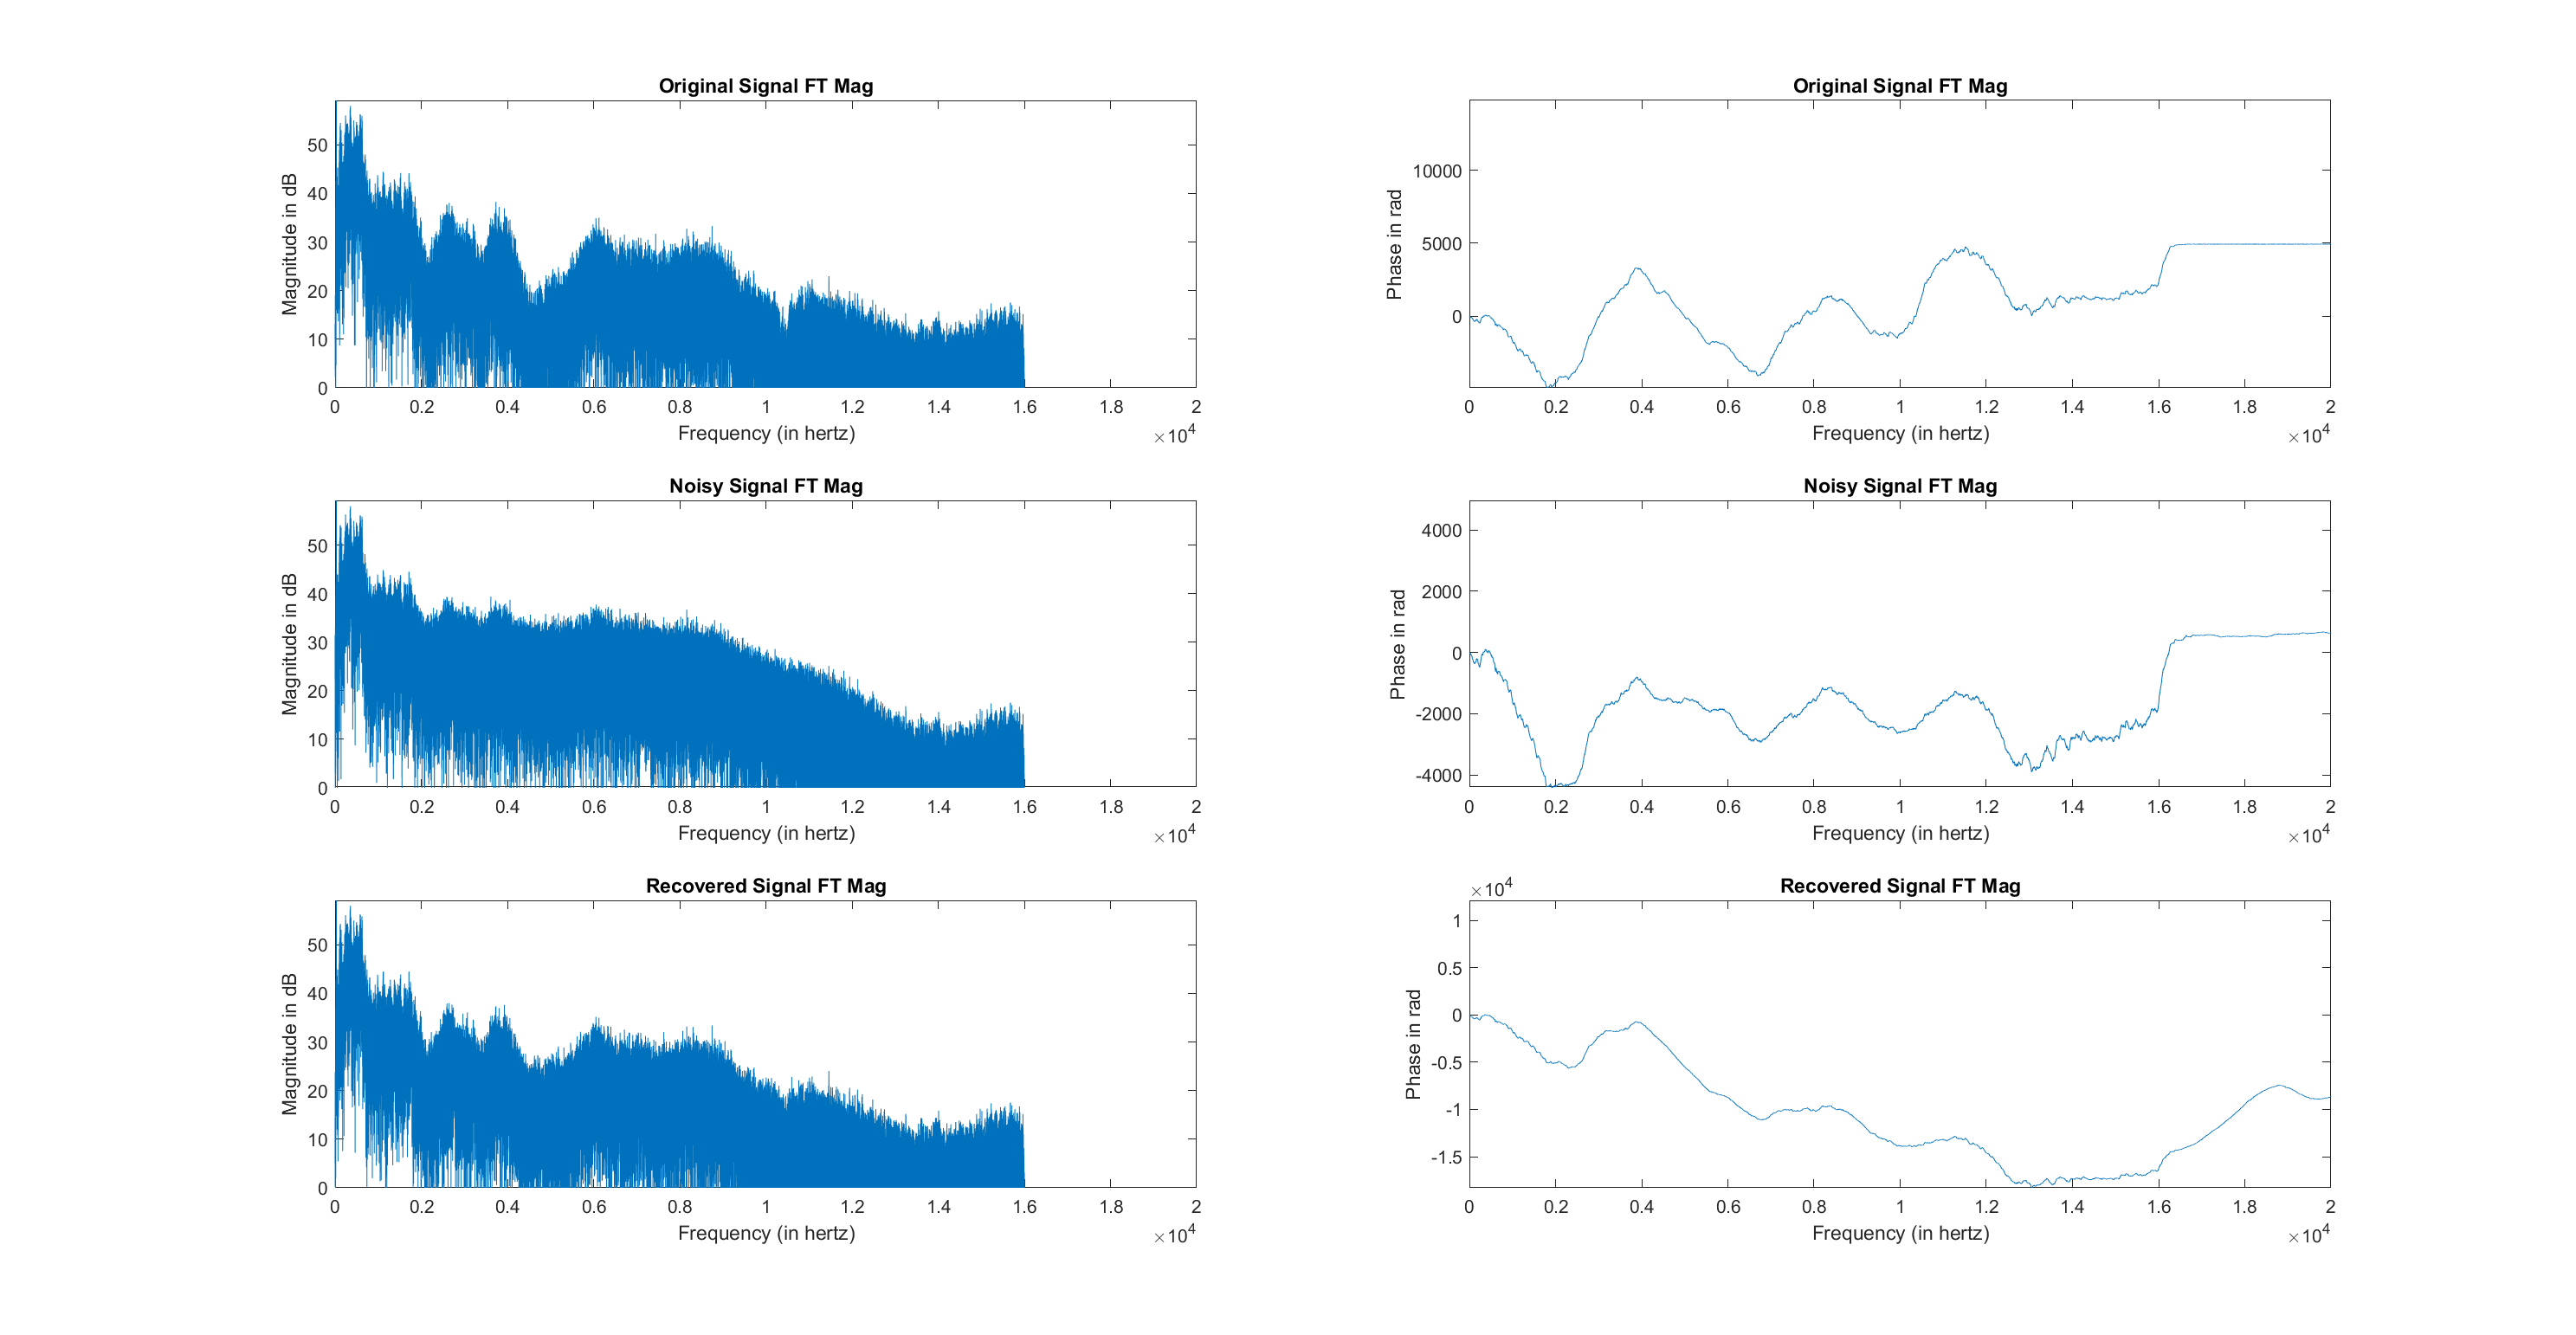 Original Signal FT Mag
Magnitude in dB
50
40
30
20
10
0
0 0.2 0.4 0.6 0.8 1 1.2 1.4 1.6 1.8 2
Frequency (in hertz)
×10^4
Original Signal FT Mag
Phase in rad
10000
5000
0
0 0.2 0.4 0.6 0.8 1 1.2 1.4 1.6 1.8 2
Frequency (in hertz)
×10^4
Noisy Signal FT Mag
Magnitude in dB
50
40
30
20
10
0
0 0.2 0.4 0.6 0.8 1 1.2 1.4 1.6 1.8 2
Frequency (in hertz)
×10^4
Noisy Signal FT Mag
Phase in rad
4000
2000
0
-2000
-4000
0 0.2 0.4 0.6 0.8 1 1.2 1.4 1.6 1.8 2
Frequency (in hertz)
×10^4
Recovered Signal FT Mag
Magnitude in dB
50
40
30
20
10
0
0 0.2 0.4 0.6 0.8 1 1.2 1.4 1.6 1.8 2
Frequency (in hertz)
×10^4
×10^4
Recovered Signal FT Mag
Phase in rad
1
0.5
0
-0.5
-1
-1.5
0 0.2 0.4 0.6 0.8 1 1.2 1.4 1.6 1.8 2
Frequency (in hertz)
×10^4